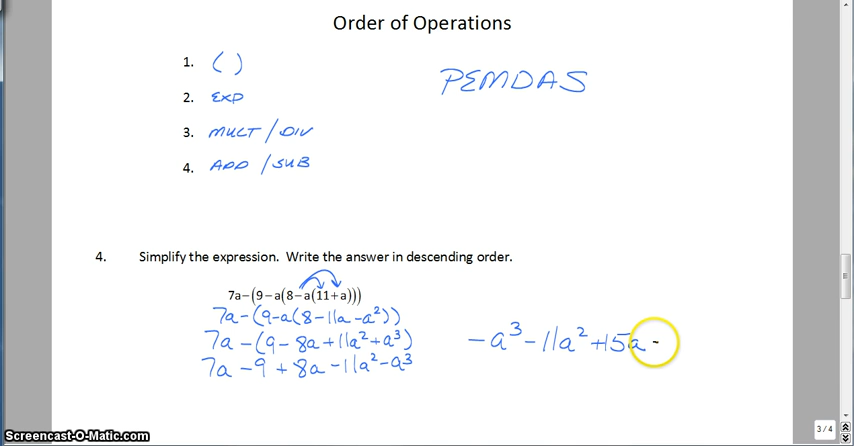 Order of Operations
1. ( )
2. EXP
3. MULT / DIV
4. ADD / SUB
PEMDAS
4. Simplify the expression. Write the answer in descending order.
7a−(9−a(8−a(11+a)))
7a−(9−a(8−11a−a²))
7a−(9−8a+11a²+a³)
7a−9+8a−11a²−a³
−a³−11a²+15a−
3/4
Screencast-O-Matic.com